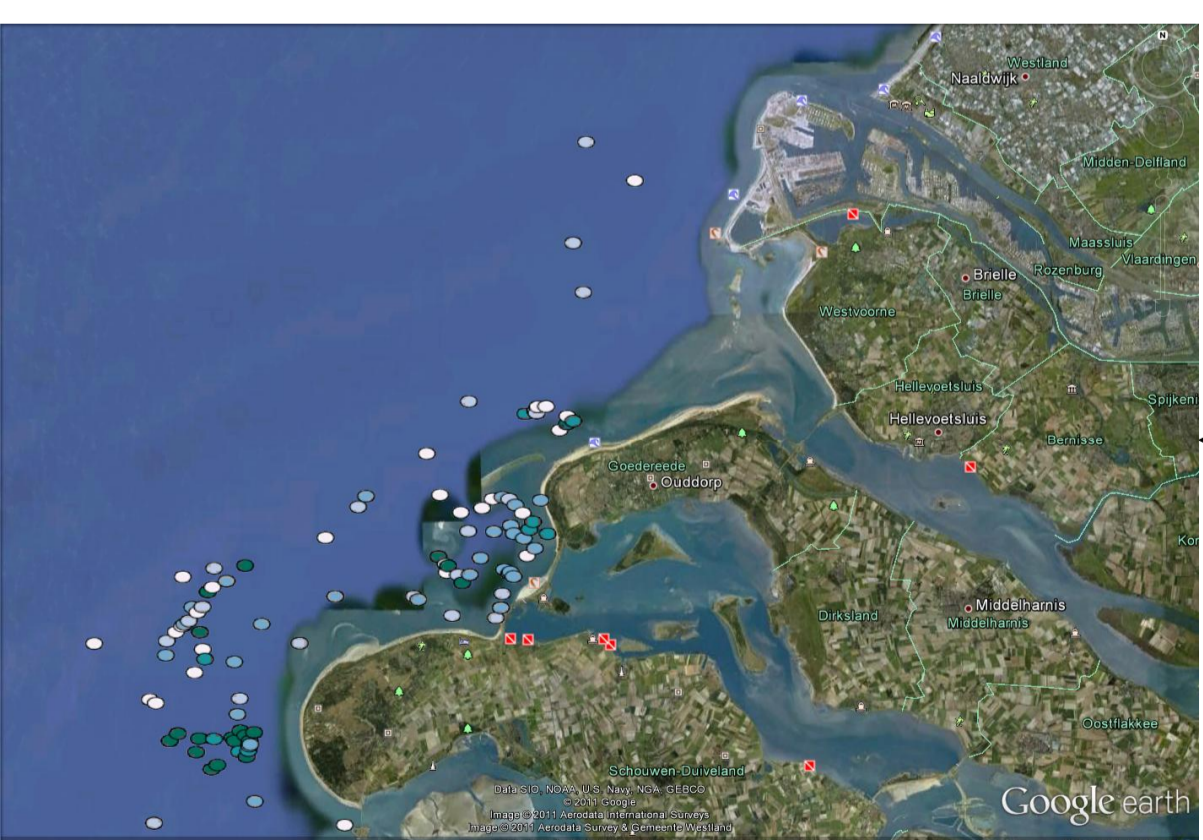 N
Westland
Naaldwijk
Midden-Delfland
Maassluis
Vlaardingen
Rozenburg
Brielle
Brielle
Westvoorne
Hellevoetsluis
Spijkeni
Hellevoetsluis
Bernisse
Goedereede
Ouddorp
Kor
Dirksland
Middelharnis
Middelharnis
Oostflakkee
Schouwen-Duiveland
Data SIO, NOAA, U.S. Navy, NGA, GEBCO
© 2011 Google
Image © 2011 Aerodata International Surveys
Image © 2011 Aerodata Survey & Gemeente Westland
Google earth